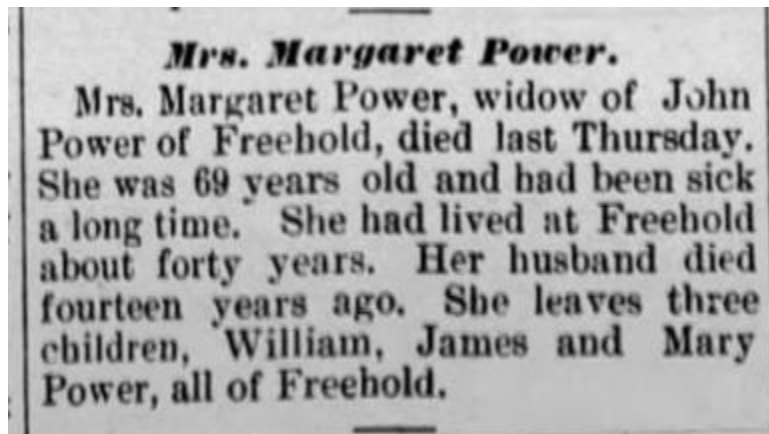 Mrs. Margaret Power.
Mrs. Margaret Power, widow of John
Power of Freehold, died last Thursday.
She was 69 years old and had been sick
a long time. She had lived at Freehold
about forty years. Her husband died
fourteen years ago. She leaves three
children, William, James and Mary
Power, all of Freehold.